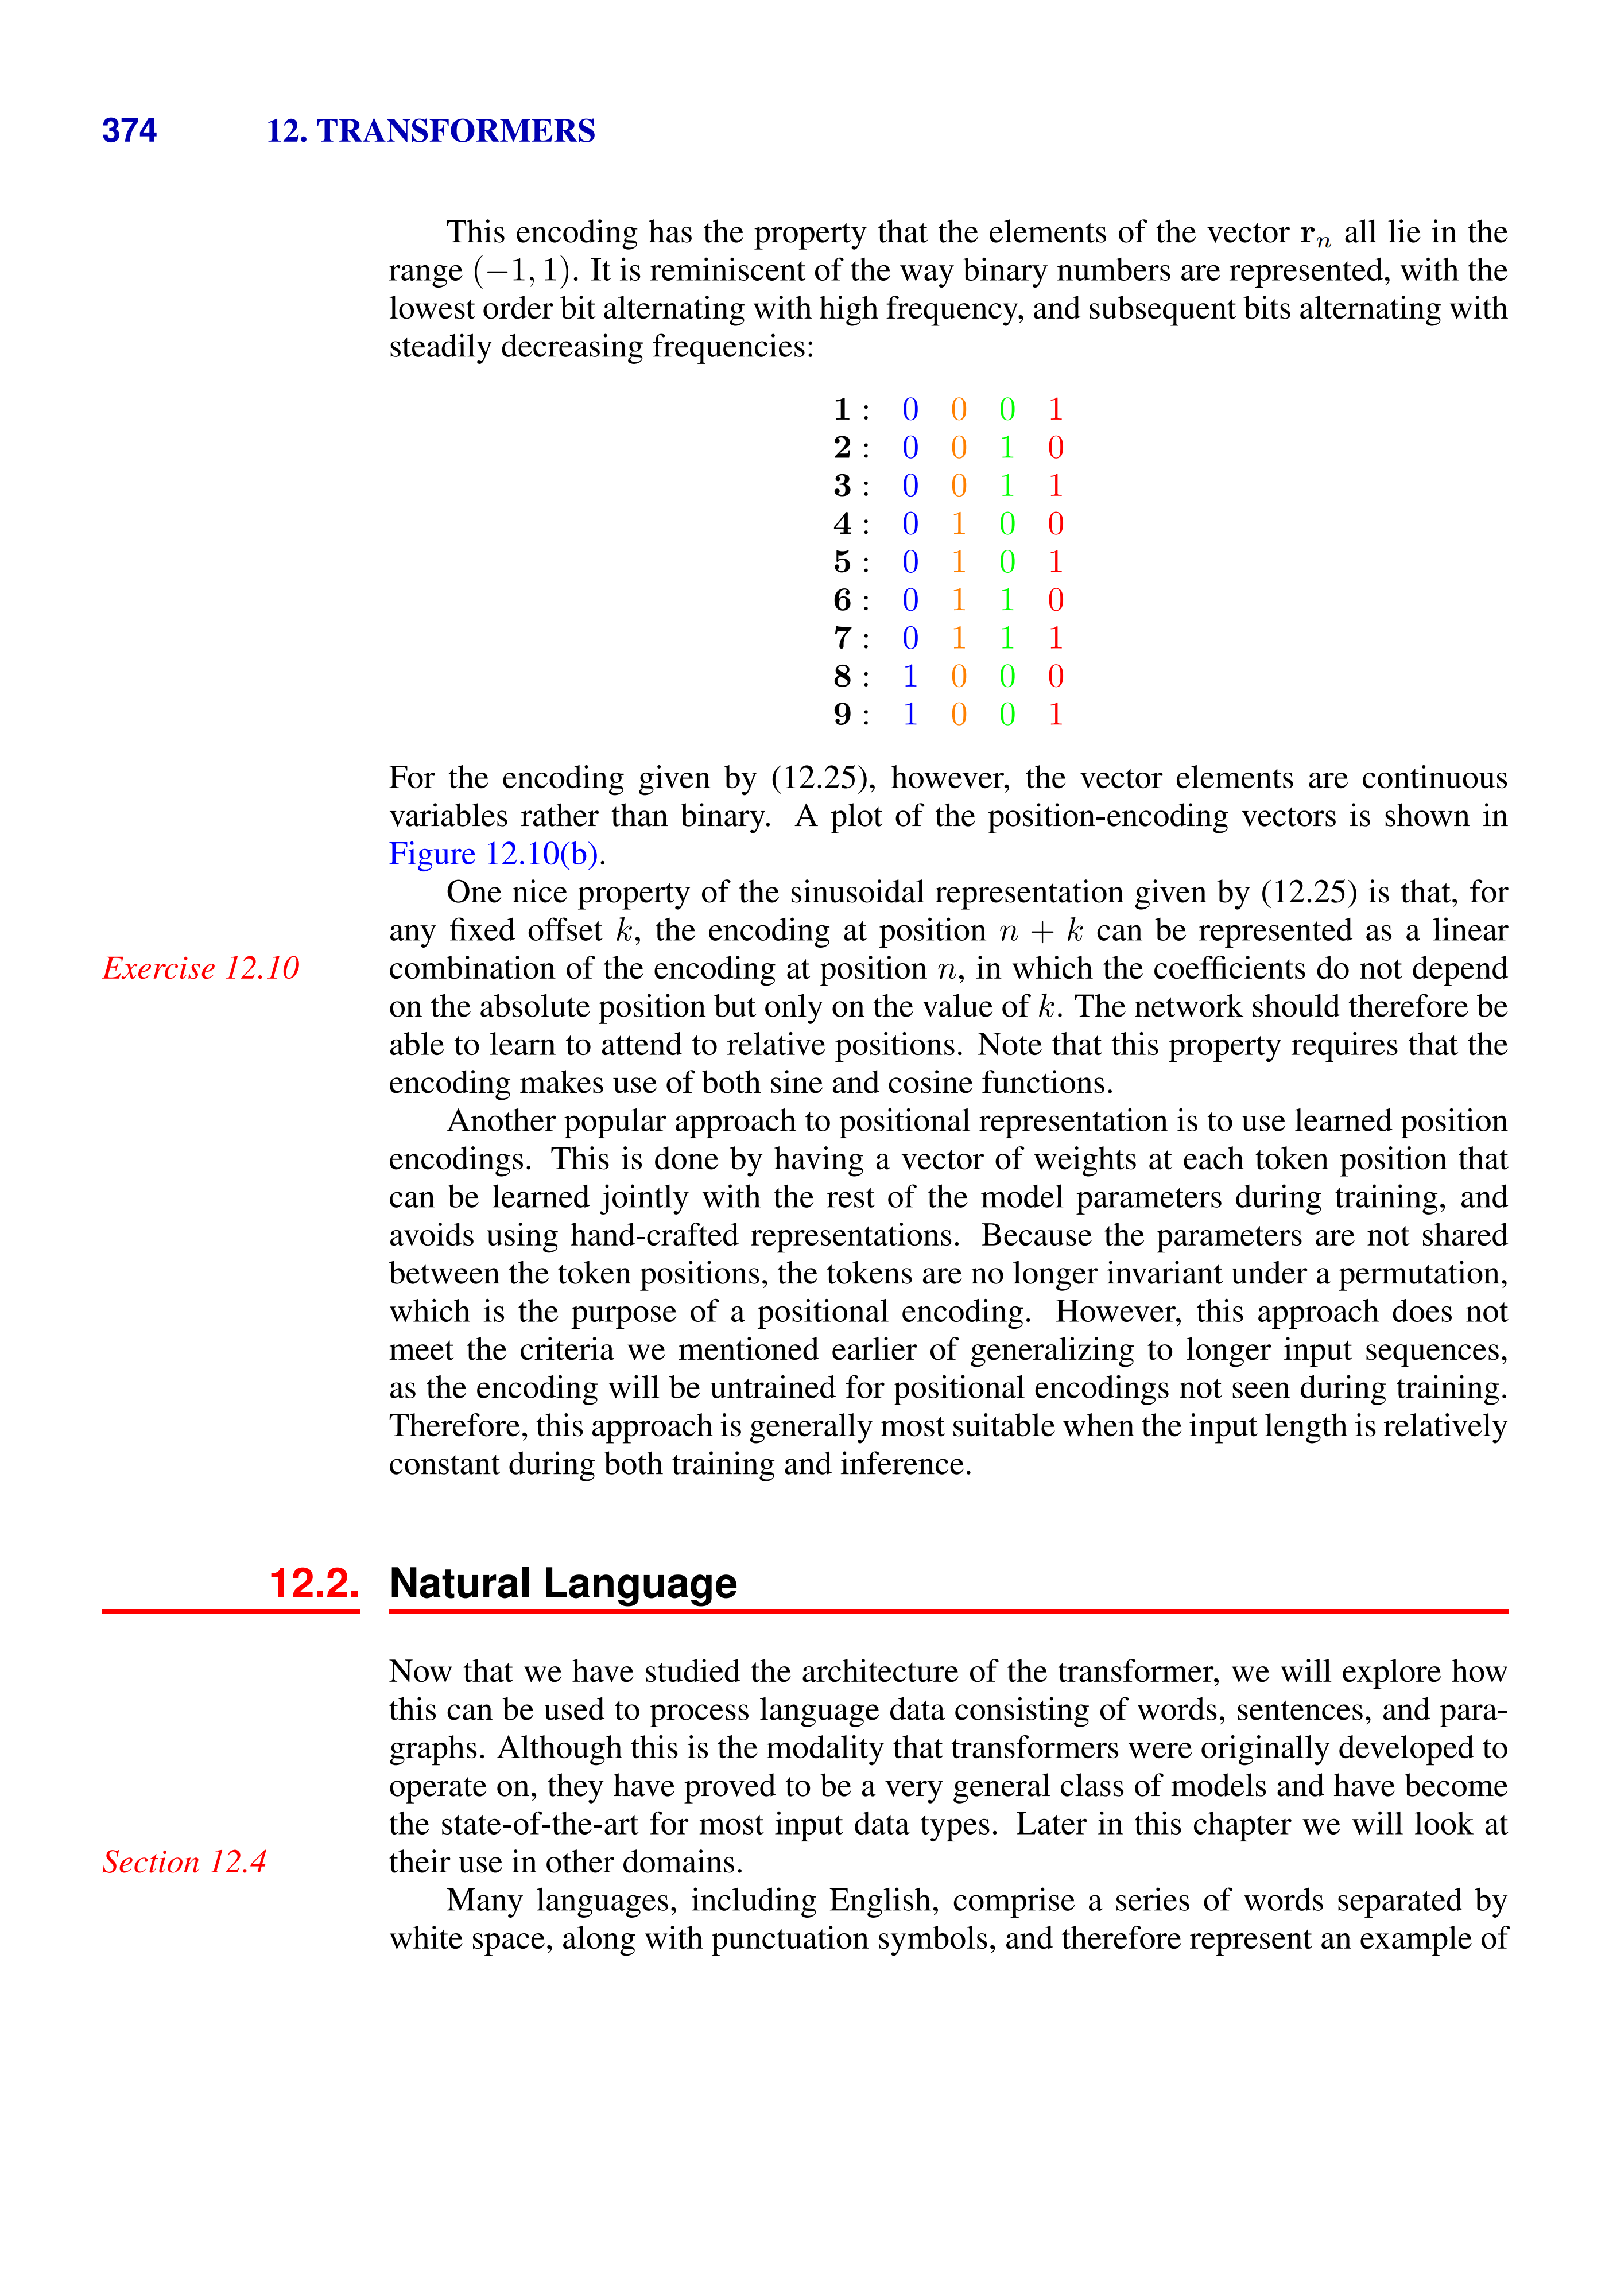 374 12. TRANSFORMERS
This encoding has the property that the elements of the vector rₙ all lie in the
range (−1, 1). It is reminiscent of the way binary numbers are represented, with the
lowest order bit alternating with high frequency, and subsequent bits alternating with
steadily decreasing frequencies:
1 : 0 0 0 1
2 : 0 0 1 0
3 : 0 0 1 1
4 : 0 1 0 0
5 : 0 1 0 1
6 : 0 1 1 0
7 : 0 1 1 1
8 : 1 0 0 0
9 : 1 0 0 1
For the encoding given by (12.25), however, the vector elements are continuous
variables rather than binary. A plot of the position-encoding vectors is shown in
Figure 12.10(b).
One nice property of the sinusoidal representation given by (12.25) is that, for
any fixed offset k, the encoding at position n + k can be represented as a linear
Exercise 12.10
combination of the encoding at position n, in which the coefficients do not depend
on the absolute position but only on the value of k. The network should therefore be
able to learn to attend to relative positions. Note that this property requires that the
encoding makes use of both sine and cosine functions.
Another popular approach to positional representation is to use learned position
encodings. This is done by having a vector of weights at each token position that
can be learned jointly with the rest of the model parameters during training, and
avoids using hand-crafted representations. Because the parameters are not shared
between the token positions, the tokens are no longer invariant under a permutation,
which is the purpose of a positional encoding. However, this approach does not
meet the criteria we mentioned earlier of generalizing to longer input sequences,
as the encoding will be untrained for positional encodings not seen during training.
Therefore, this approach is generally most suitable when the input length is relatively
constant during both training and inference.
12.2. Natural Language
Now that we have studied the architecture of the transformer, we will explore how
this can be used to process language data consisting of words, sentences, and para-
graphs. Although this is the modality that transformers were originally developed to
operate on, they have proved to be a very general class of models and have become
the state-of-the-art for most input data types. Later in this chapter we will look at
Section 12.4
their use in other domains.
Many languages, including English, comprise a series of words separated by
white space, along with punctuation symbols, and therefore represent an example of